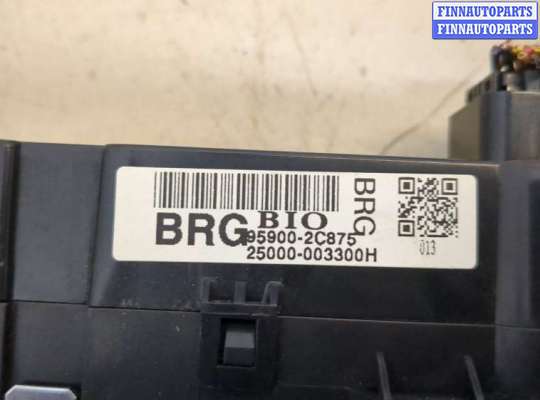 FINNAUTOPARTS
FINNAUTOPARTS
BRG
BIO
BRG
95900-2C875
25000-003300H
013